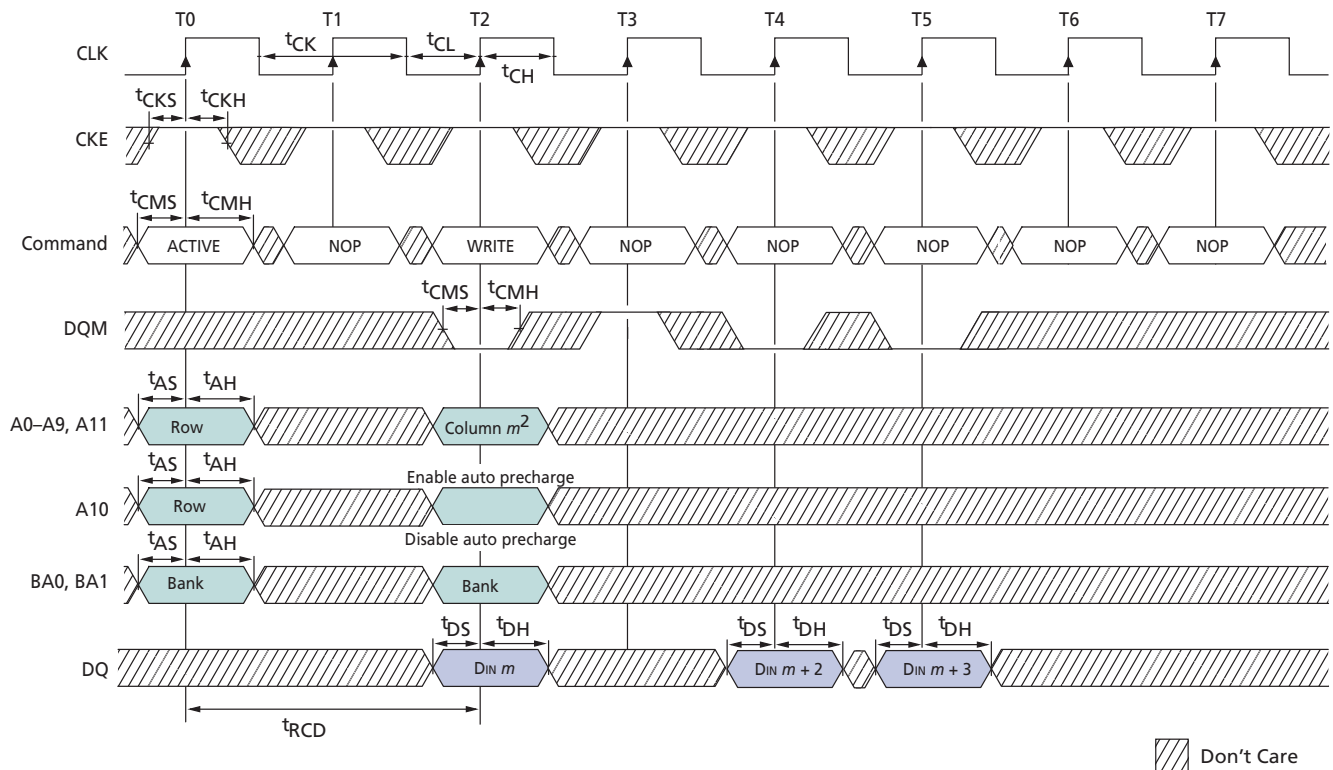 T0 T1 T2 T3 T4 T5 T6 T7
CLK tCK tCL tCH
tCKS tCKH
CKE
tCMS tCMH
Command ACTIVE NOP WRITE NOP NOP NOP NOP NOP
tCMS tCMH
DQM
tAS tAH
A0–A9, A11 Row Column m2
tAS tAH Enable auto precharge
A10 Row
Disable auto precharge
tAS tAH
BA0, BA1 Bank Bank
tDS tDH tDS tDH tDS tDH
DQ DIN m DIN m + 2 DIN m + 3
tRCD
Don't Care